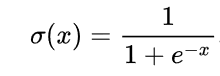 σ(x) = 1 / (1 + e^{-x})